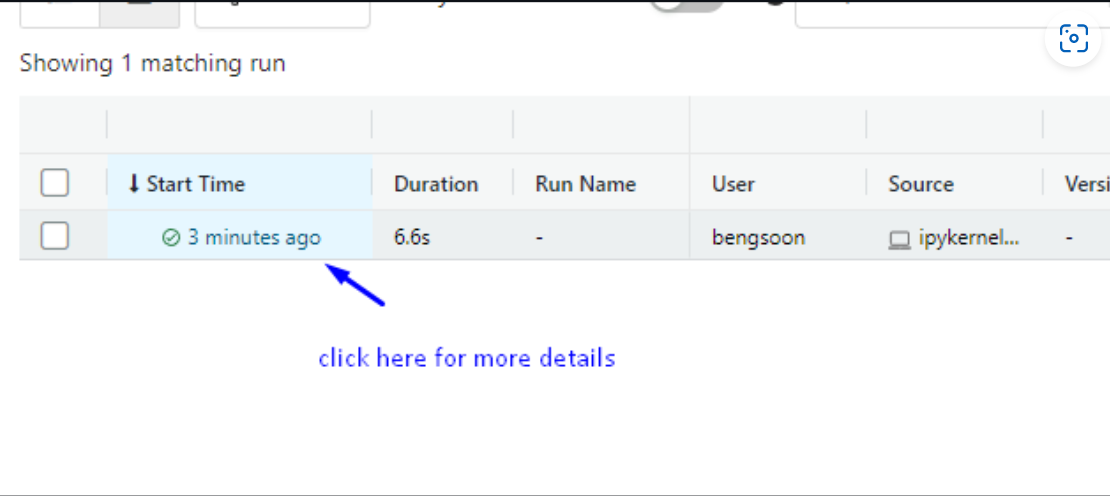 Showing 1 matching run
Start Time Duration Run Name User Source Versi
3 minutes ago 6.6s - bengsoon ipykernel... -
click here for more details